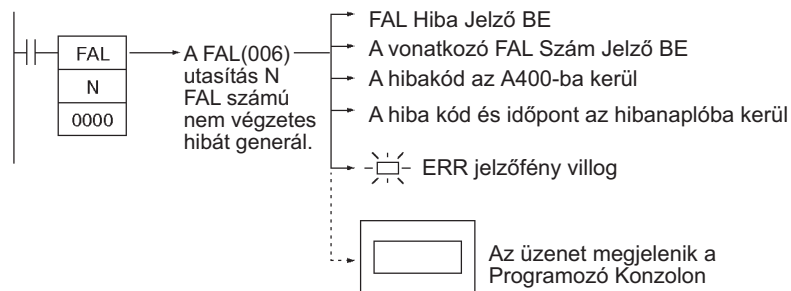 FAL
N
0000
A FAL(006)
utasítás N
FAL számú
nem végzetes
hibát generál.
FAL Hiba Jelző BE
A vonatkozó FAL Szám Jelző BE
A hibakód az A400-ba kerül
A hiba kód és időpont az hibanaplóba kerül
ERR jelzőfény villog
Az üzenet megjelenik a
Programozó Konzolon